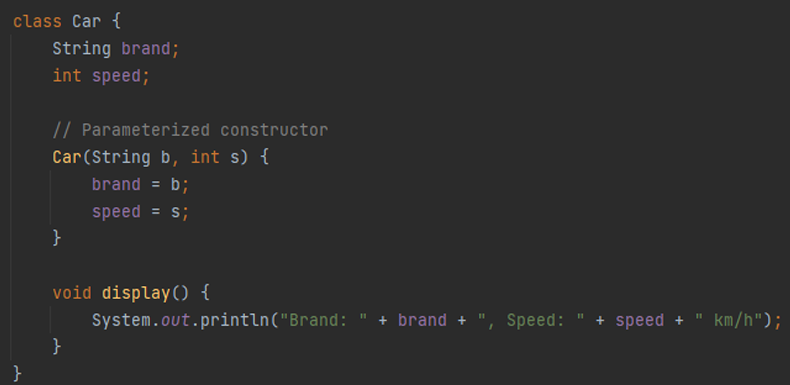 class Car {
    String brand;
    int speed;

    // Parameterized constructor
    Car(String b, int s) {
        brand = b;
        speed = s;
    }

    void display() {
        System.out.println("Brand: " + brand + ", Speed: " + speed + " km/h");
    }
}